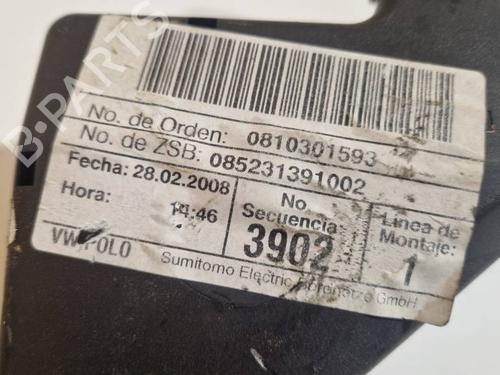 No. de Orden: 0810301593
No. de ZSB: 085231391002
Fecha: 28.02.2008
Hora: 14:46
No. Secuencia:
3902
Linea de Montaje:
1
VW POLO
Sumitomo Electric Bordnetze GmbH
B-PARTS